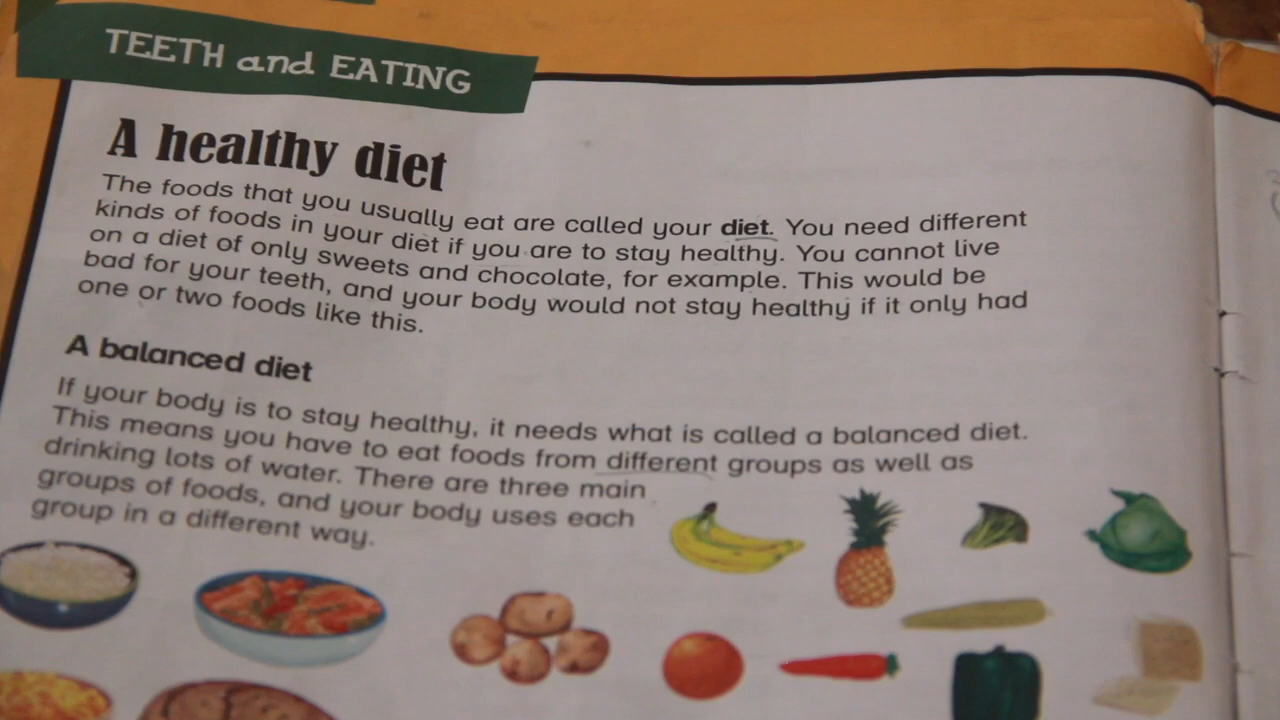 TEETH and EATING
A healthy diet
The foods that you usually eat are called your diet. You need different
kinds of foods in your diet if you are to stay healthy. You cannot live
on a diet of only sweets and chocolate, for example. This would be
bad for your teeth, and your body would not stay healthy if it only had
one or two foods like this.
A balanced diet
If your body is to stay healthy, it needs what is called a balanced diet.
This means you have to eat foods from different groups as well as
drinking lots of water. There are three main
groups of foods, and your body uses each
group in a different way.